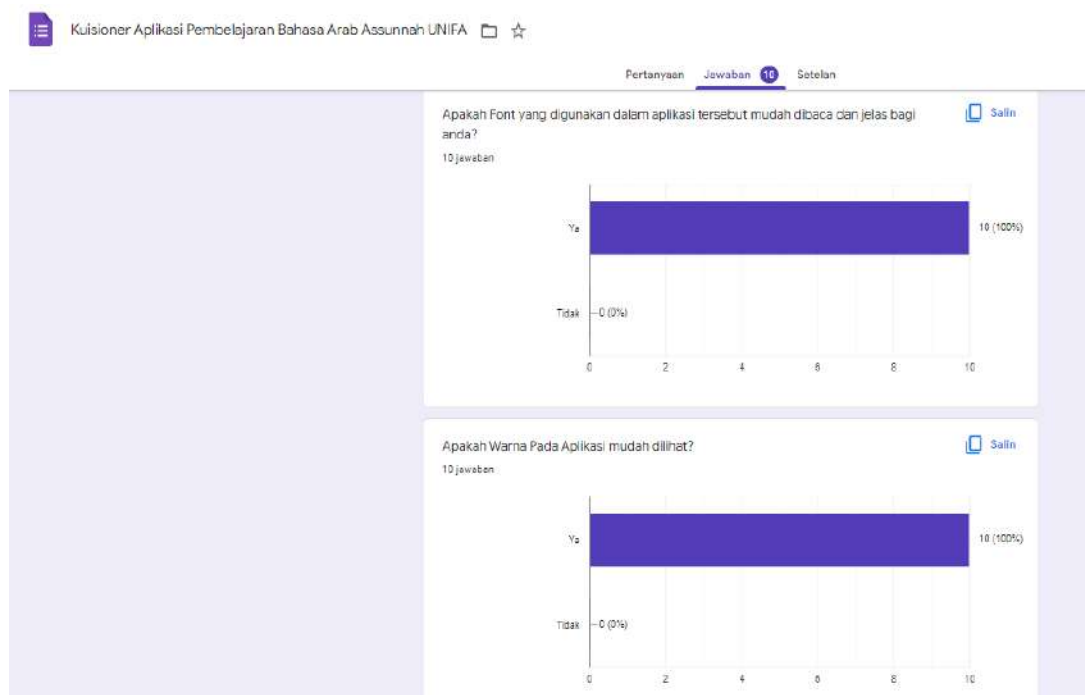 Kuisioner Aplikasi Pembelajaran Bahasa Arab Assunnah UNIFA
Pertanyaan Jawaban 10 Setelan
Apakah Font yang digunakan dalam aplikasi tersebut mudah dibaca dan jelas bagi
anda?
Salin
10 jawaban
Ya
10 (100%)
Tidak
0 (0%)
0 2 4 6 8 10
Apakah Warna Pada Aplikasi mudah dilihat?
Salin
10 jawaban
Ya
10 (100%)
Tidak
0 (0%)
0 2 4 6 8 10